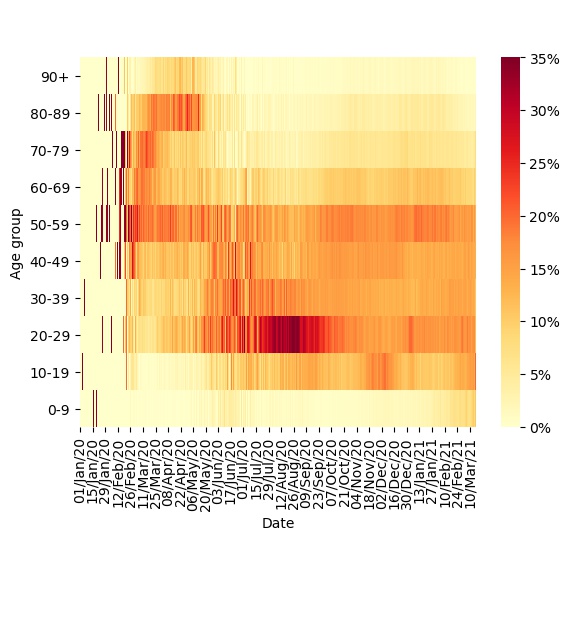 90+
80-89
70-79
60-69
50-59
40-49
30-39
20-29
10-19
0-9
Age group
01/Jan/20
15/Jan/20
29/Jan/20
12/Feb/20
26/Feb/20
11/Mar/20
25/Mar/20
08/Apr/20
22/Apr/20
06/May/20
20/May/20
03/Jun/20
17/Jun/20
01/Jul/20
15/Jul/20
29/Jul/20
12/Aug/20
26/Aug/20
09/Sep/20
23/Sep/20
07/Oct/20
21/Oct/20
04/Nov/20
18/Nov/20
02/Dec/20
16/Dec/20
30/Dec/20
13/Jan/21
27/Jan/21
10/Feb/21
24/Feb/21
10/Mar/21
Date
35%
30%
25%
20%
15%
10%
5%
0%